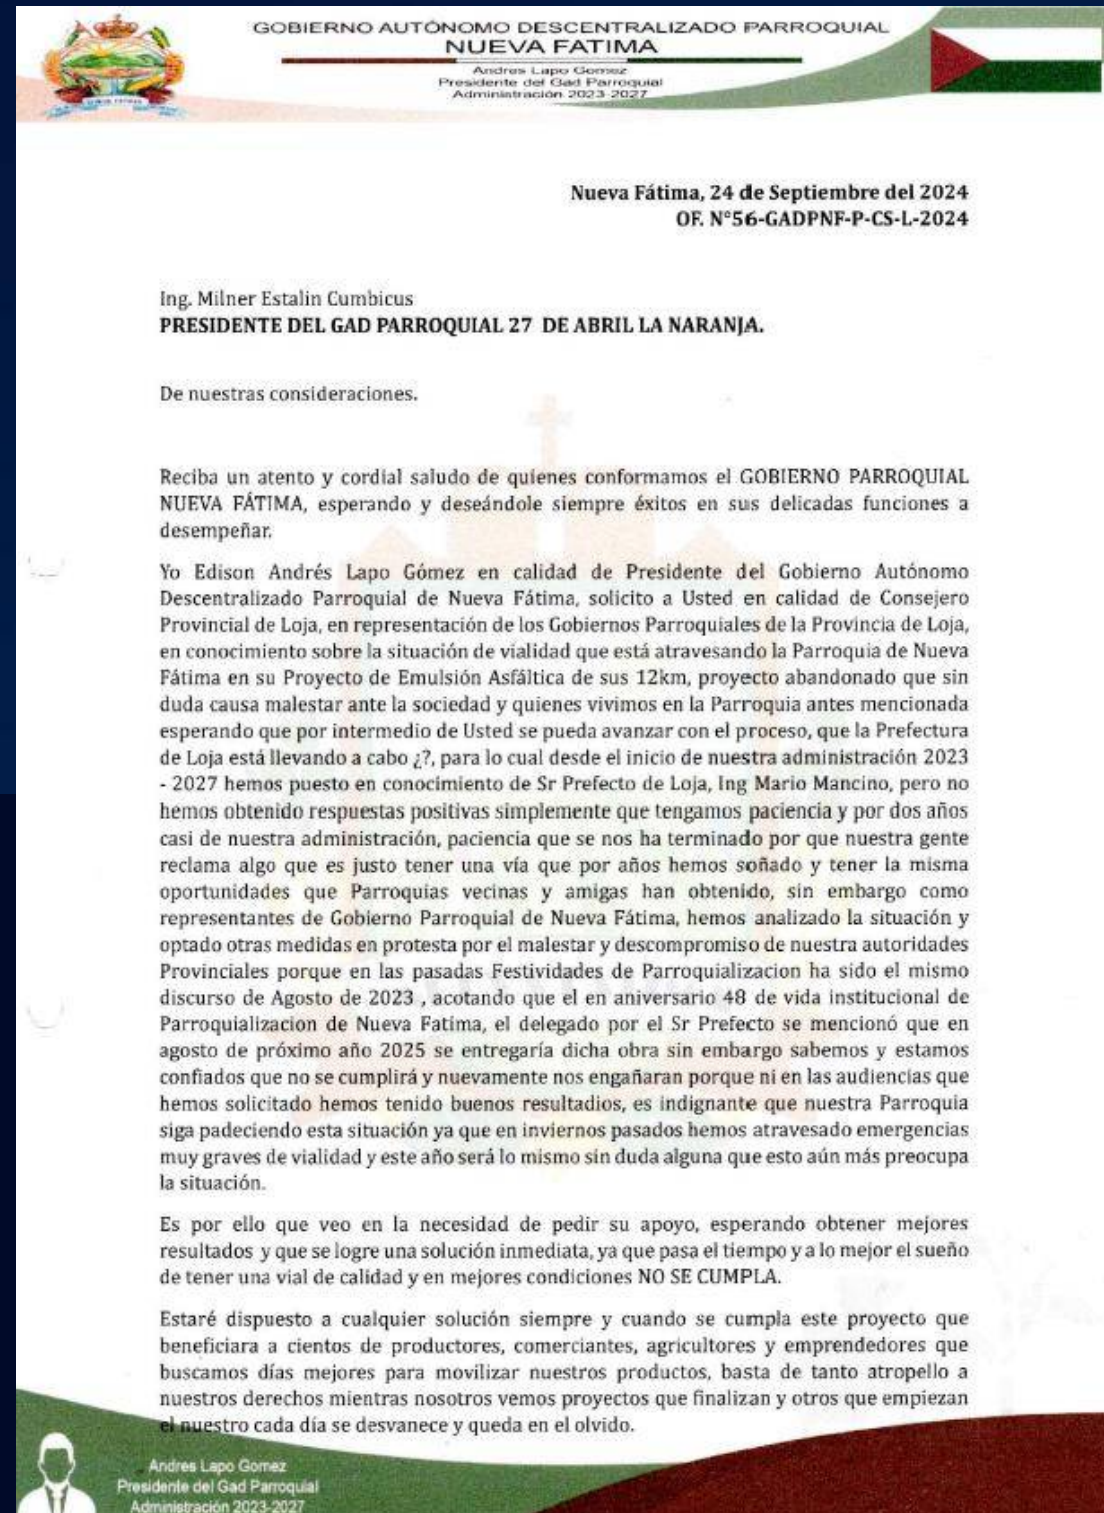 GOBIERNO AUTÓNOMO DESCENTRALIZADO PARROQUIAL
NUEVA FATIMA
Andres Lapo Gomez
Presidente del Gad Parroquial
Administración 2023-2027
Nueva Fátima, 24 de Septiembre del 2024
OF. N°56-GADPNF-P-CS-L-2024
Ing. Milner Estalin Cumbicus
PRESIDENTE DEL GAD PARROQUIAL 27 DE ABRIL LA NARANJA.
De nuestras consideraciones.
Reciba un atento y cordial saludo de quienes conformamos el GOBIERNO PARROQUIAL
NUEVA FÁTIMA, esperando y deseándole siempre éxitos en sus delicadas funciones a
desempeñar.
Yo Edison Andrés Lapo Gómez en calidad de Presidente del Gobierno Autónomo
Descentralizado Parroquial de Nueva Fátima, solicito a Usted en calidad de Consejero
Provincial de Loja, en representación de los Gobiernos Parroquiales de la Provincia de Loja,
en conocimiento sobre la situación de vialidad que está atravesando la Parroquia de Nueva
Fátima en su Proyecto de Emulsión Asfáltica de sus 12km, proyecto abandonado que sin
duda causa malestar ante la sociedad y quienes vivimos en la Parroquia antes mencionada
esperando que por intermedio de Usted se pueda avanzar con el proceso, que la Prefectura
de Loja está llevando a cabo ¿?, para lo cual desde el inicio de nuestra administración 2023
- 2027 hemos puesto en conocimiento de Sr Prefecto de Loja, Ing Mario Mancino, pero no
hemos obtenido respuestas positivas simplemente que tengamos paciencia y por dos años
casi de nuestra administración, paciencia que se nos ha terminado por que nuestra gente
reclama algo que es justo tener una vía que por años hemos soñado y tener la misma
oportunidades que Parroquias vecinas y amigas han obtenido, sin embargo como
representantes de Gobierno Parroquial de Nueva Fátima, hemos analizado la situación y
optado otras medidas en protesta por el malestar y descompromiso de nuestra autoridades
Provinciales porque en las pasadas Festividades de Parroquializacion ha sido el mismo
discurso de Agosto de 2023 , acotando que el en aniversario 48 de vida institucional de
Parroquializacion de Nueva Fatima, el delegado por el Sr Prefecto se mencionó que en
agosto de próximo año 2025 se entregaría dicha obra sin embargo sabemos y estamos
confiados que no se cumplirá y nuevamente nos engañaran porque ni en las audiencias que
hemos solicitado hemos tenido buenos resultadios, es indignante que nuestra Parroquia
siga padeciendo esta situación ya que en inviernos pasados hemos atravesado emergencias
muy graves de vialidad y este año será lo mismo sin duda alguna que esto aún más preocupa
la situación.
Es por ello que veo en la necesidad de pedir su apoyo, esperando obtener mejores
resultados y que se logre una solución inmediata, ya que pasa el tiempo y a lo mejor el sueño
de tener una vial de calidad y en mejores condiciones NO SE CUMPLA.
Estaré dispuesto a cualquier solución siempre y cuando se cumpla este proyecto que
beneficiara a cientos de productores, comerciantes, agricultores y emprendedores que
buscamos días mejores para movilizar nuestros productos, basta de tanto atropello a
nuestros derechos mientras nosotros vemos proyectos que finalizan y otros que empiezan
el nuestro cada día se desvanece y queda en el olvido.
Andres Lapo Gomez
Presidente del Gad Parroquial
Administración 2023-2027